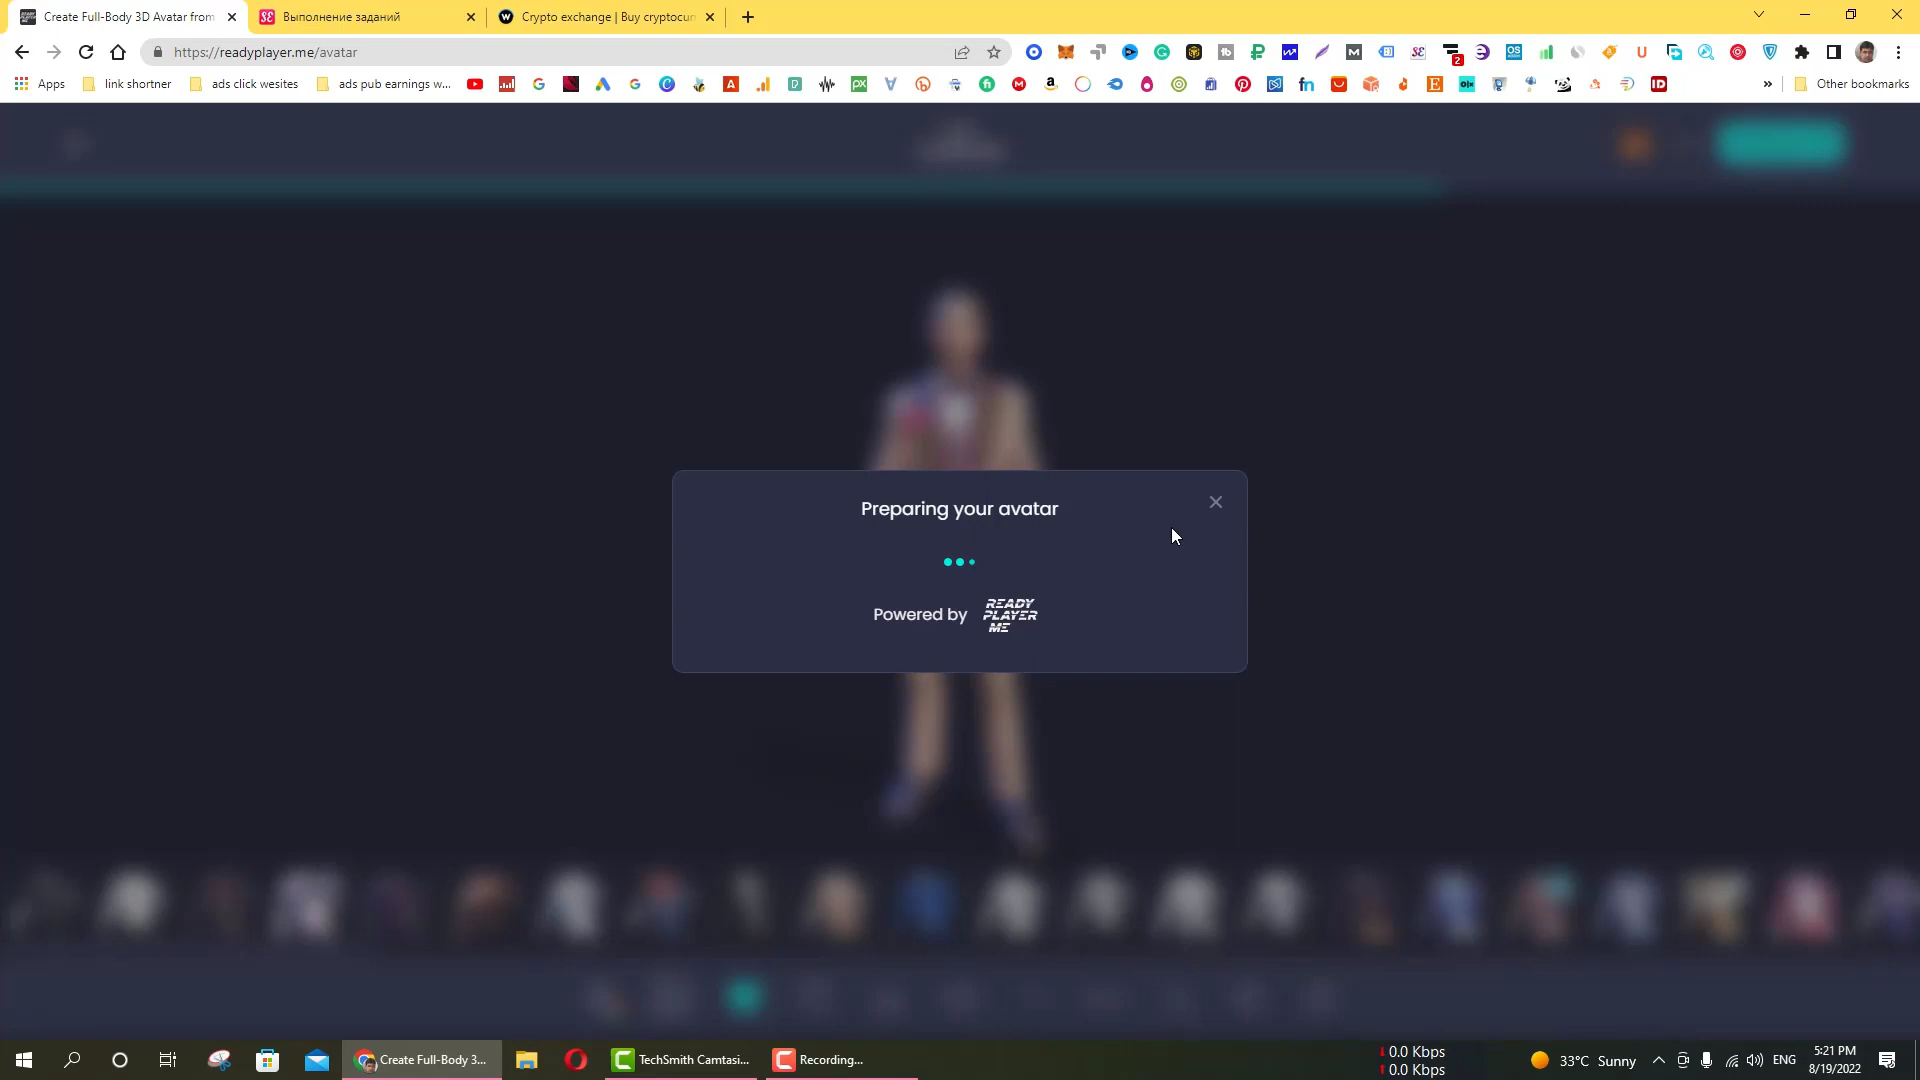 Create Full-Body 3D Avatar from
Выполнение заданий
Crypto exchange | Buy cryptocur
https://readyplayer.me/avatar
Apps
link shortner
ads click wesites
ads pub earnings w...
Other bookmarks
Preparing your avatar
Powered by
READY
PLAYER
ME
Create Full-Body 3...
TechSmith Camtasi...
Recording...
0.0 Kbps
0.0 Kbps
33°C Sunny
ENG
5:21 PM
8/19/2022